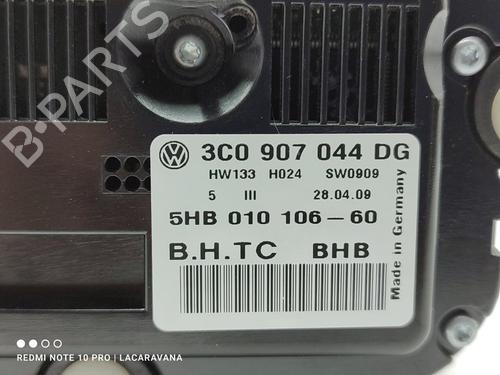 B-PARTS
3C0 907 044 DG
HW133 H024 SW0909
5 III 28.04.09
5HB 010 106-60
B.H.TC BHB
Made in Germany
REDMI NOTE 10 PRO | LACARAVANA